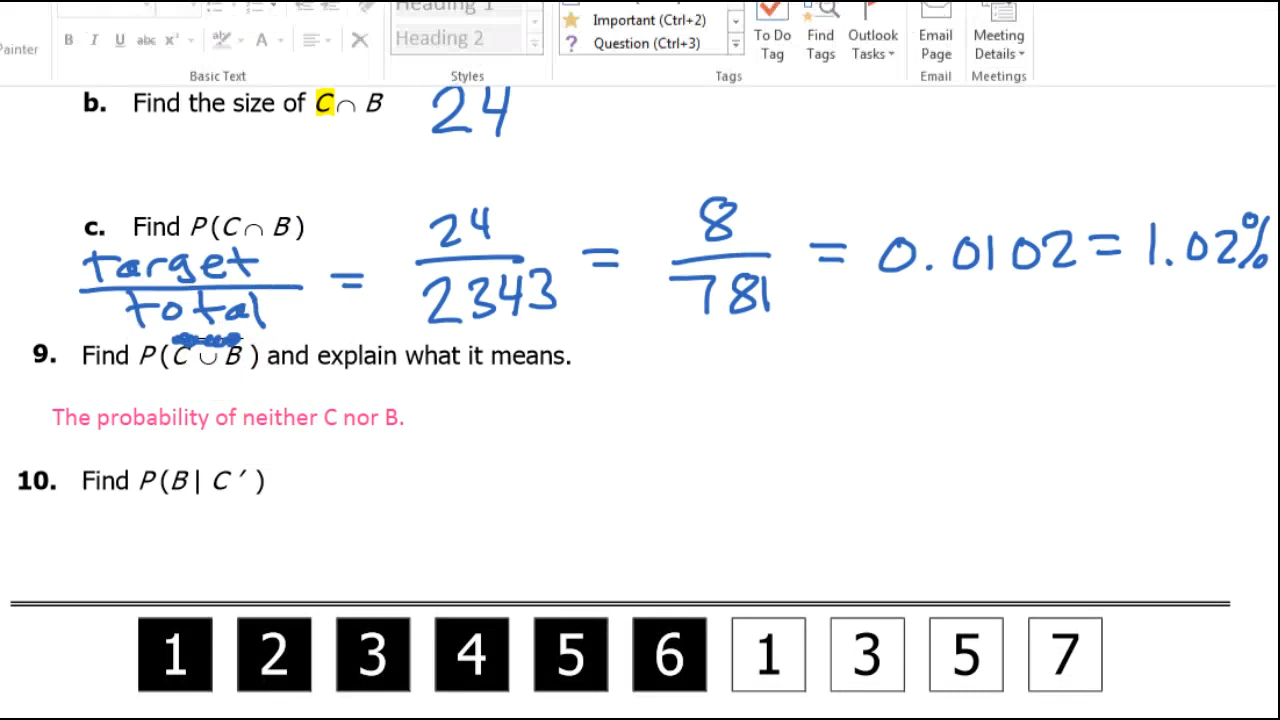 Heading 1
Important (Ctrl+2)
Painter B I U abc x² A Heading 2 Question (Ctrl+3) To Do Tag Find Tags Outlook Tasks Email Page Meeting Details
Basic Text Styles Tags Email Meetings
b. Find the size of C ∩ B 24
c. Find P(C ∩ B)
target/total = 24/2343 = 8/781 = 0.0102 = 1.02%
9. Find P(C ∪ B) and explain what it means.
The probability of neither C nor B.
10. Find P(B | C′)
1 2 3 4 5 6 1 3 5 7